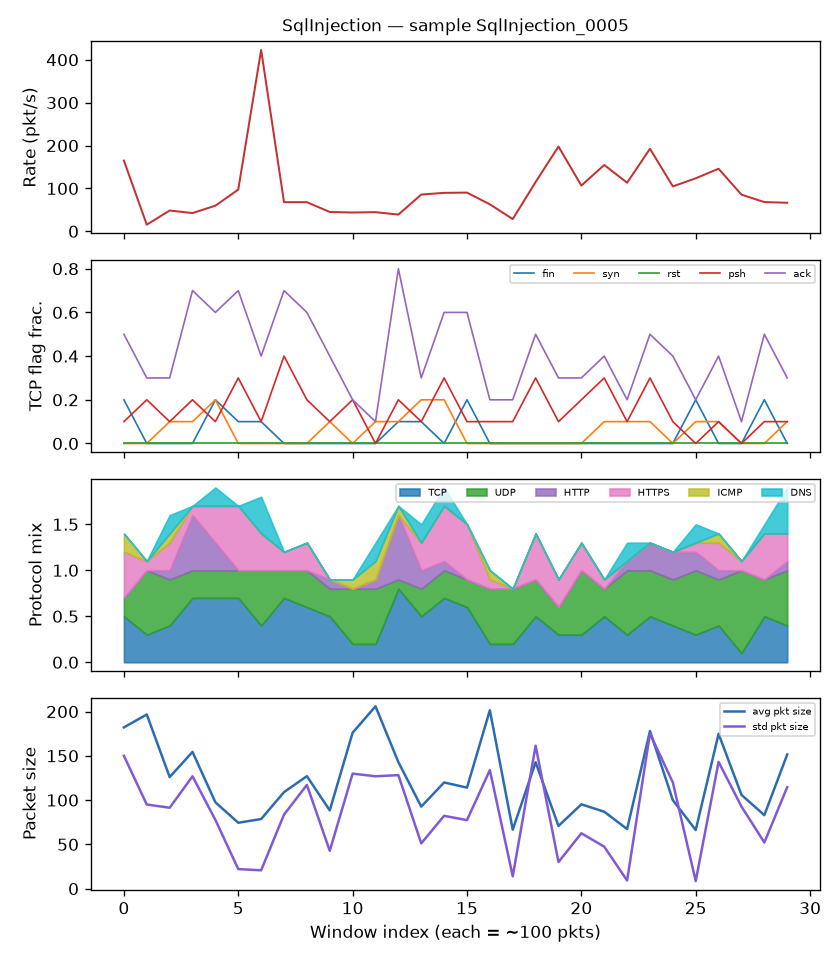 SqlInjection — sample SqlInjection_0005
Rate (pkt/s)
400
300
200
100
0
TCP flag frac.
0.8
0.6
0.4
0.2
0.0
fin syn rst psh ack
Protocol mix
1.5
1.0
0.5
0.0
TCP UDP HTTP HTTPS ICMP DNS
Packet size
200
150
100
50
0
avg pkt size
std pkt size
0 5 10 15 20 25 30
Window index (each = ~100 pkts)